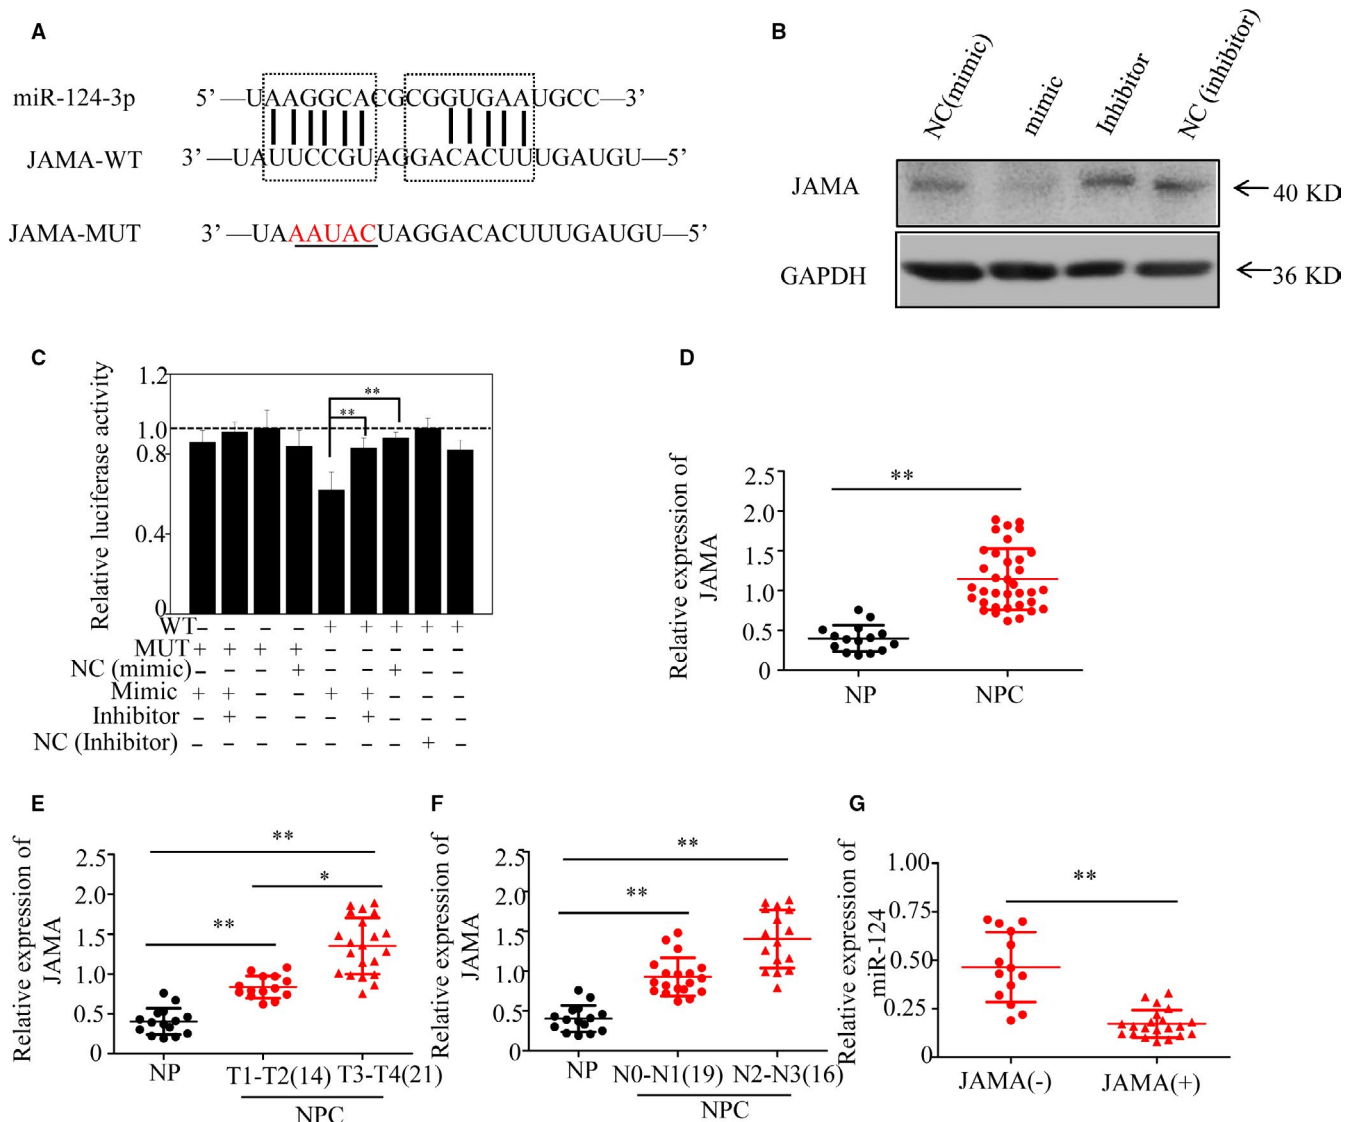 A
miR-124-3p 5’ —UAAGGCACGCGGUGAAUGCC—3’
JAMA-WT 3’ —UAUUCCGUAGGACACUUUGAUGU—5’
JAMA-MUT 3’ —UAAAUACUAGGACACUUUGAUGU—5’
B
NC(mimic) mimic Inhibitor NC (inhibitor)
JAMA 40 KD
GAPDH 36 KD
C
Relative luciferase activity
1.2
1.0
0.8
0.4
0
** **
WT – – – – + + + + +
MUT + + + + – – – – –
NC (mimic) – – – + – – + – –
Mimic + + – – + + – – –
Inhibitor – + – – – + – – –
NC (Inhibitor) – – – – – – – + –
D
Relative expression of
JAMA
2.5
2.0
1.5
1.0
0.5
0
**
NP NPC
E
Relative expression of
JAMA
2.5
2.0
1.5
1.0
0.5
0
**
*
**
NP T1-T2(14) T3-T4(21)
NPC
F
Relative expression of
JAMA
2.5
2.0
1.5
1.0
0.5
0
**
**
NP N0-N1(19) N2-N3(16)
NPC
G
Relative expression of
miR-124
1.00
0.75
0.50
0.25
0
**
JAMA(-) JAMA(+)